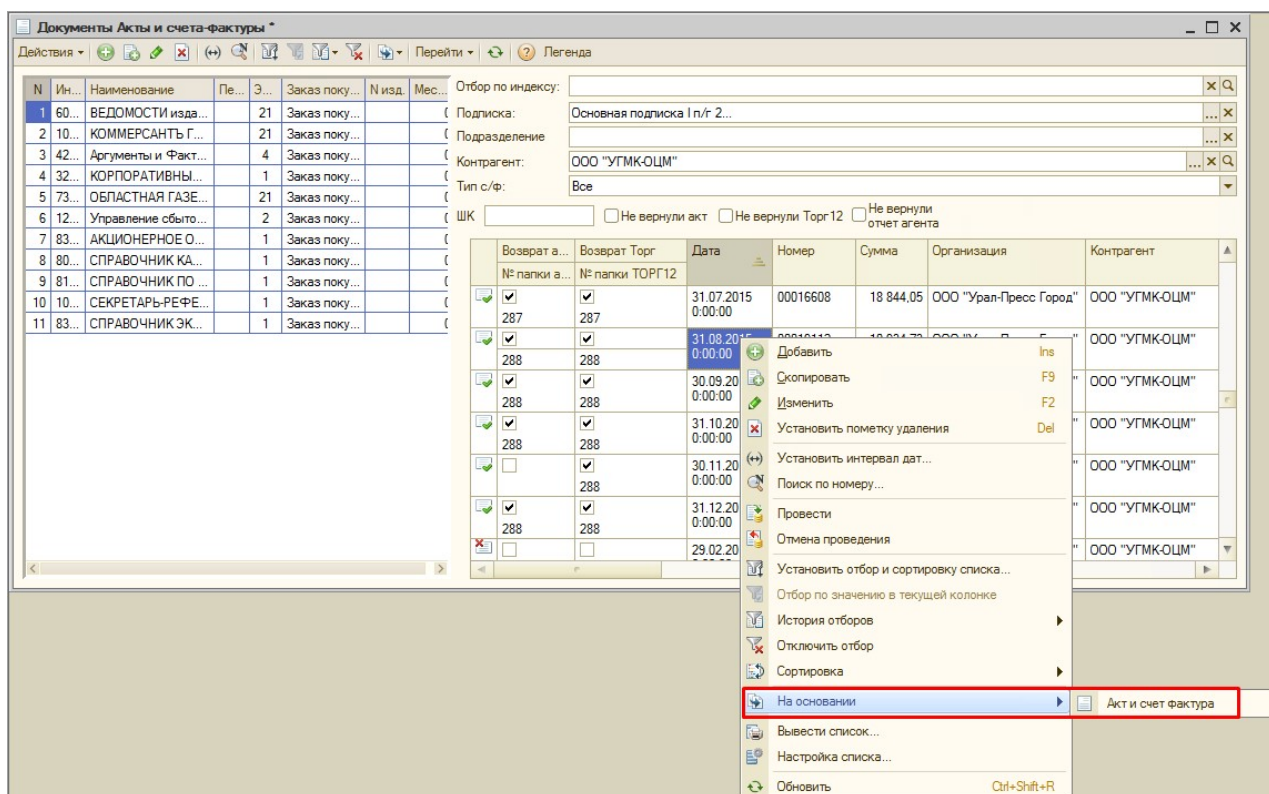 Документы Акты и счета-фактуры *
Действия Перейти Легенда
N Ин... Наименование Пе... Э... Заказ поку... N изд. Мес...
1 60... ВЕДОМОСТИ изда... 21 Заказ поку...
2 10... КОММЕРСАНТЪ Г... 21 Заказ поку...
3 42... Аргументы и Факт... 4 Заказ поку...
4 32... КОРПОРАТИВНЫ... 1 Заказ поку...
5 73... ОБЛАСТНАЯ ГАЗЕ... 21 Заказ поку...
6 12... Управление сбыто... 2 Заказ поку...
7 83... АКЦИОНЕРНОЕ О... 1 Заказ поку...
8 80... СПРАВОЧНИК КА... 1 Заказ поку...
9 81... СПРАВОЧНИК ПО ... 1 Заказ поку...
10 10... СЕКРЕТАРЬ-РЕФЕ... 1 Заказ поку...
11 83... СПРАВОЧНИК ЭК... 1 Заказ поку...
Отбор по индексу:
Подписка: Основная подписка I п/г 2...
Подразделение
Контрагент: ООО "УГМК-ОЦМ"
Тип с/ф: Все
ШК Не вернули акт Не вернули Торг12 Не вернули
отчет агента
Возврат а... Возврат Торг Дата Номер Сумма Организация Контрагент
№ папки а... № папки ТОРГ12
31.07.2015 00016608 18 844,05 ООО "Урал-Пресс Город" ООО "УГМК-ОЦМ"
0:00:00
287 287
31.08.2015 ООО "УГМК-ОЦМ"
0:00:00
288 288
30.09.20 ООО "УГМК-ОЦМ"
0:00:00
288 288
31.10.20 ООО "УГМК-ОЦМ"
0:00:00
288 288
30.11.20 ООО "УГМК-ОЦМ"
0:00:00
288
31.12.20 ООО "УГМК-ОЦМ"
0:00:00
288 288
29.02.20 ООО "УГМК-ОЦМ"
Добавить Ins
Скопировать F9
Изменить F2
Установить пометку удаления Del
Установить интервал дат...
Поиск по номеру...
Провести
Отмена проведения
Установить отбор и сортировку списка...
Отбор по значению в текущей колонке
История отборов
Отключить отбор
Сортировка
На основании Акт и счет фактура
Вывести список...
Настройка списка...
Обновить Ctrl+Shift+R